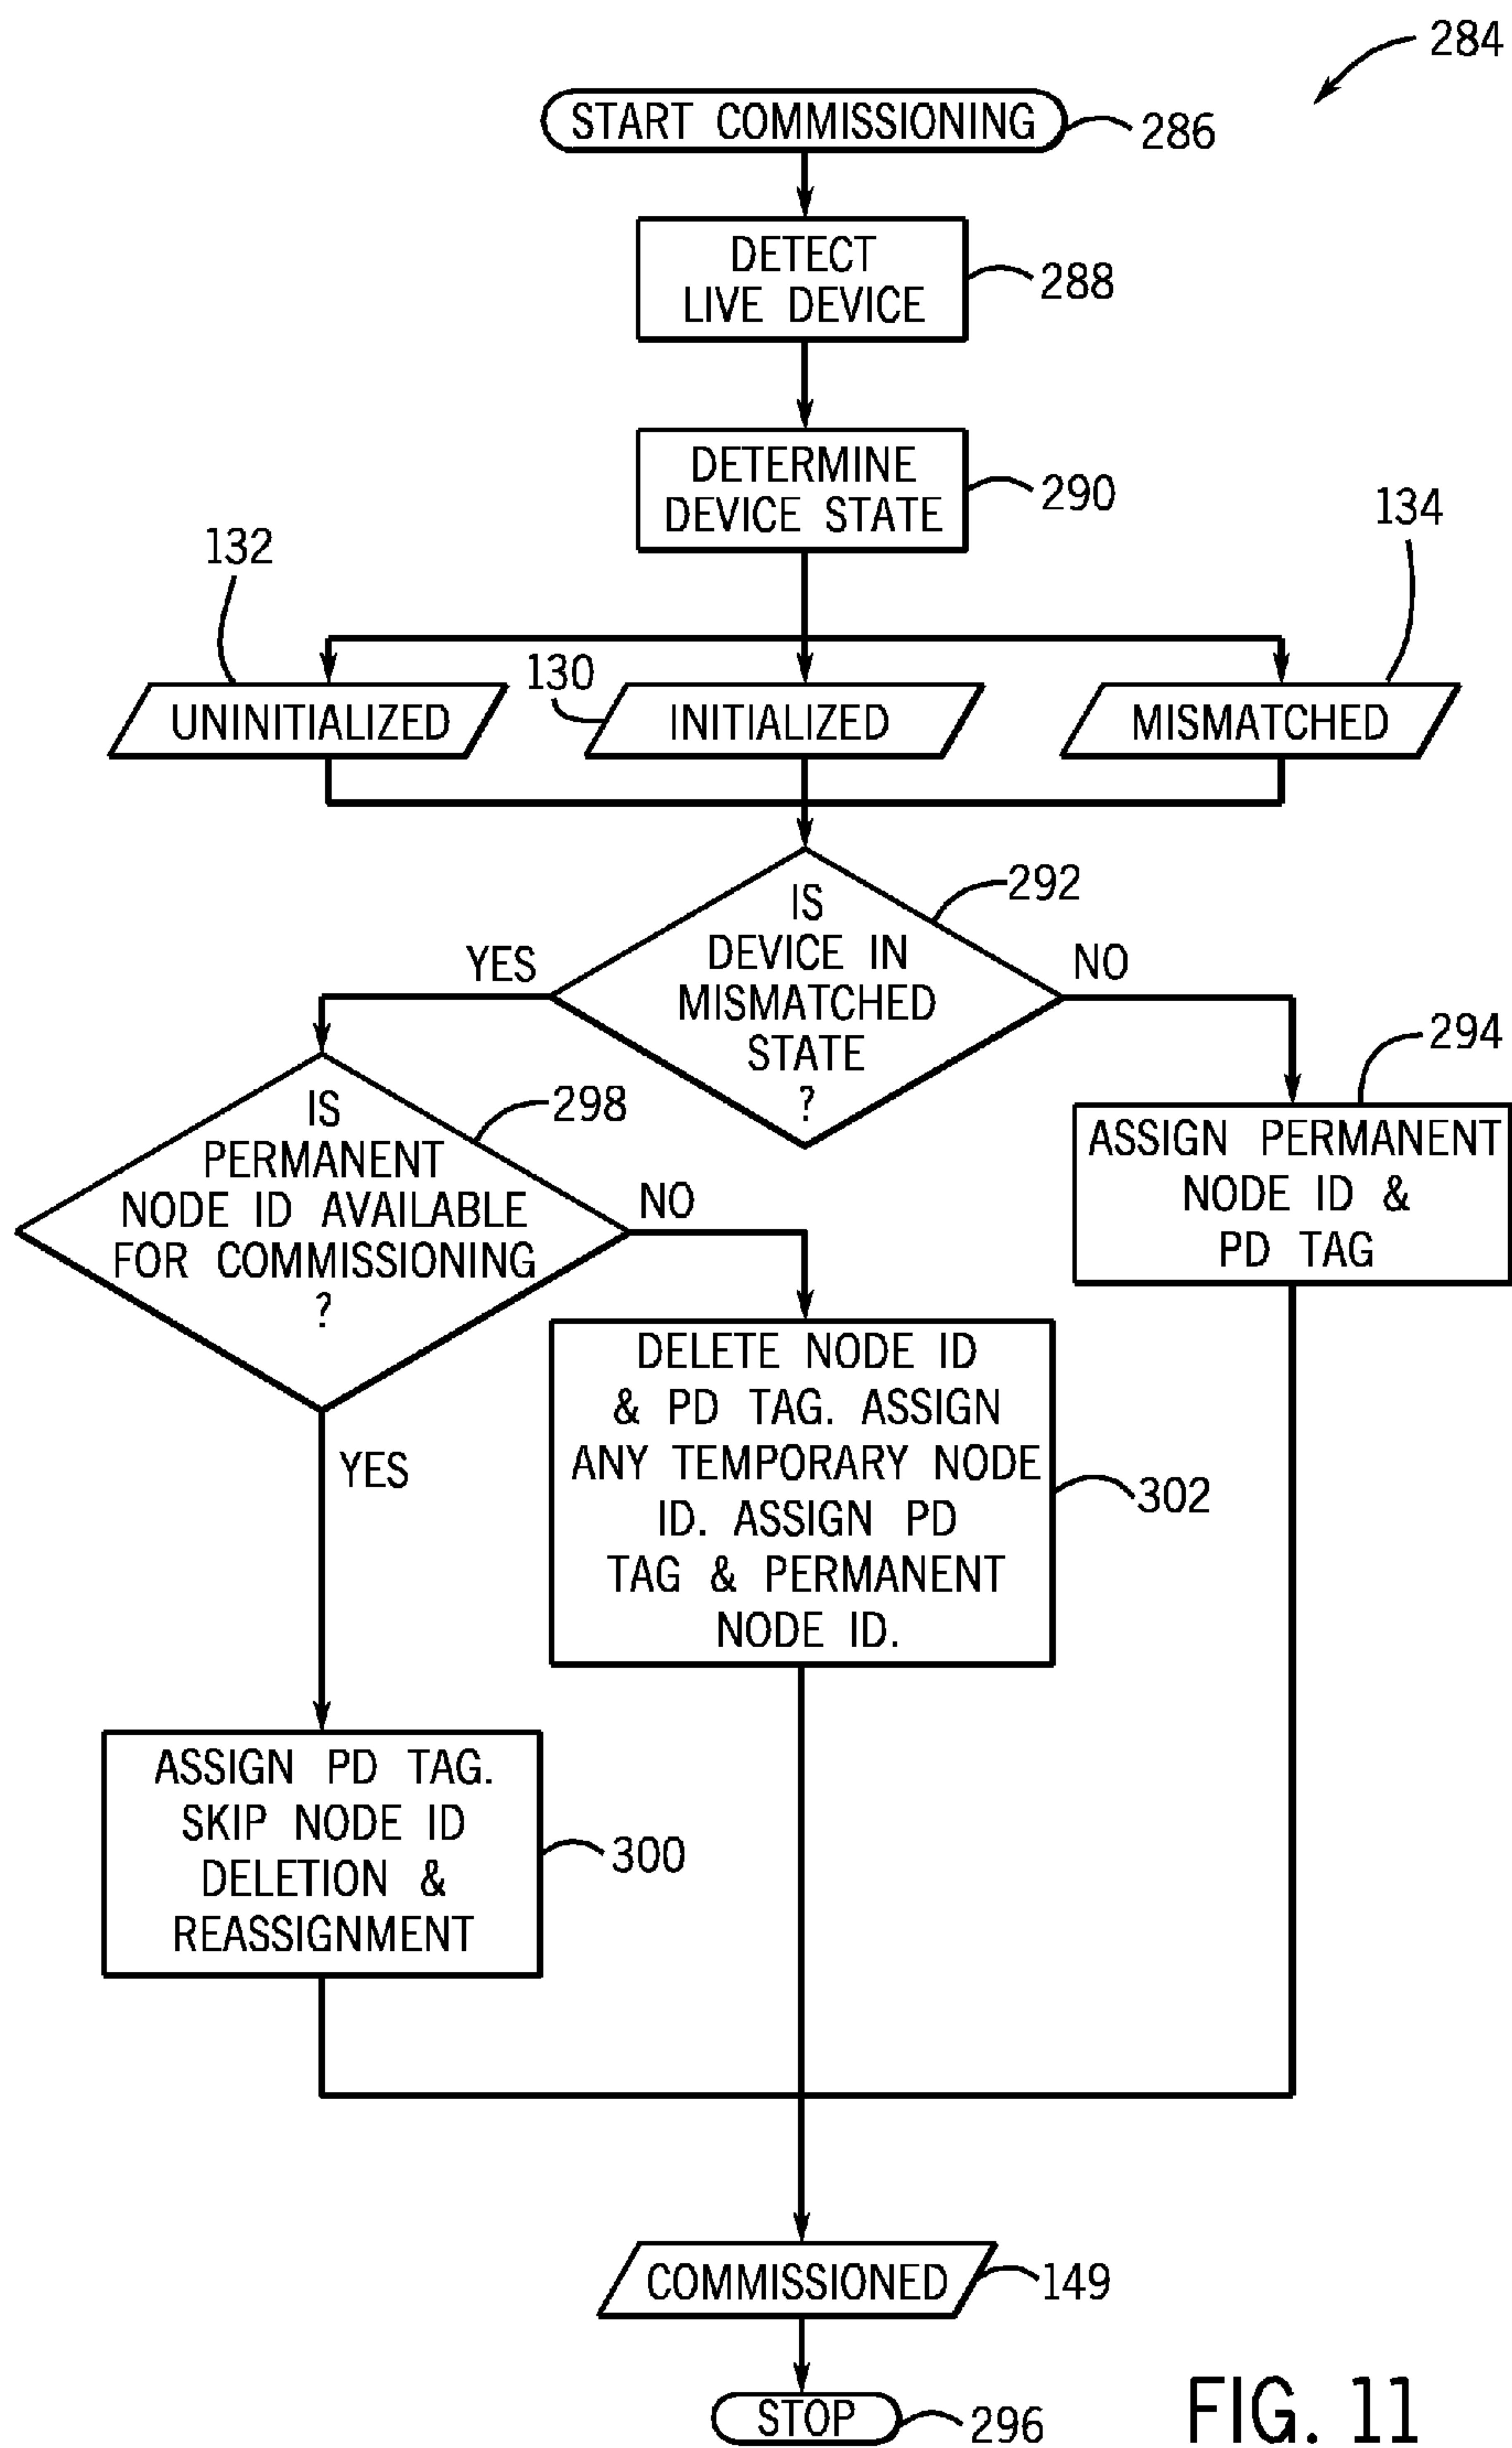 284
START COMMISSIONING
286
DETECT
LIVE DEVICE
288
DETERMINE
DEVICE STATE
290
132
134
130
UNINITIALIZED
INITIALIZED
MISMATCHED
IS
DEVICE IN
MISMATCHED
STATE
?
292
YES
NO
294
ASSIGN PERMANENT
NODE ID &
PD TAG
IS
PERMANENT
NODE ID AVAILABLE
FOR COMMISSIONING
?
298
NO
YES
DELETE NODE ID
& PD TAG. ASSIGN
ANY TEMPORARY NODE
ID. ASSIGN PD
TAG & PERMANENT
NODE ID.
302
ASSIGN PD TAG.
SKIP NODE ID
DELETION &
REASSIGNMENT
300
COMMISSIONED
149
STOP
296
FIG. 11